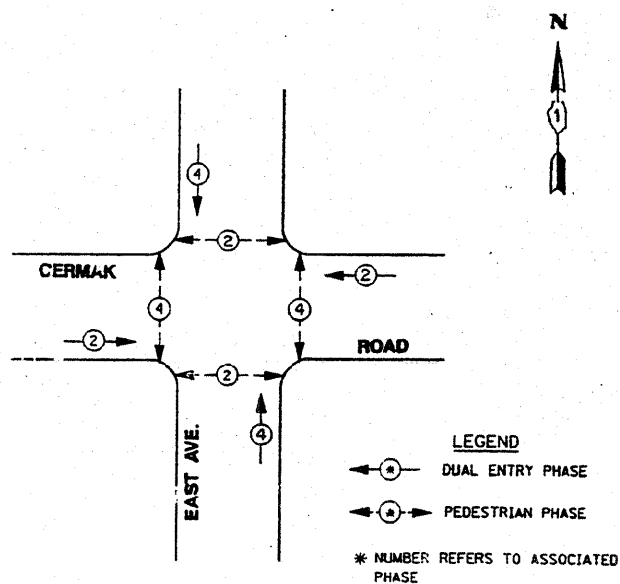 N
1
4
2
CERMAK
2
4
4
2
ROAD
2
EAST AVE.
4
LEGEND
* DUAL ENTRY PHASE
* PEDESTRIAN PHASE
* NUMBER REFERS TO ASSOCIATED
PHASE